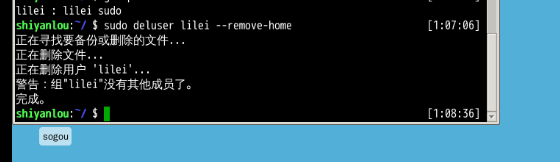 lilei : lilei sudo
shiyanlou:~/ $ sudo deluser lilei --remove-home [1:07:06]
正在寻找要备份或删除的文件...
正在删除文件...
正在删除用户 'lilei'...
警告：组"lilei"没有其他成员了。
完成。
shiyanlou:~/ $ [1:08:36]
sogou